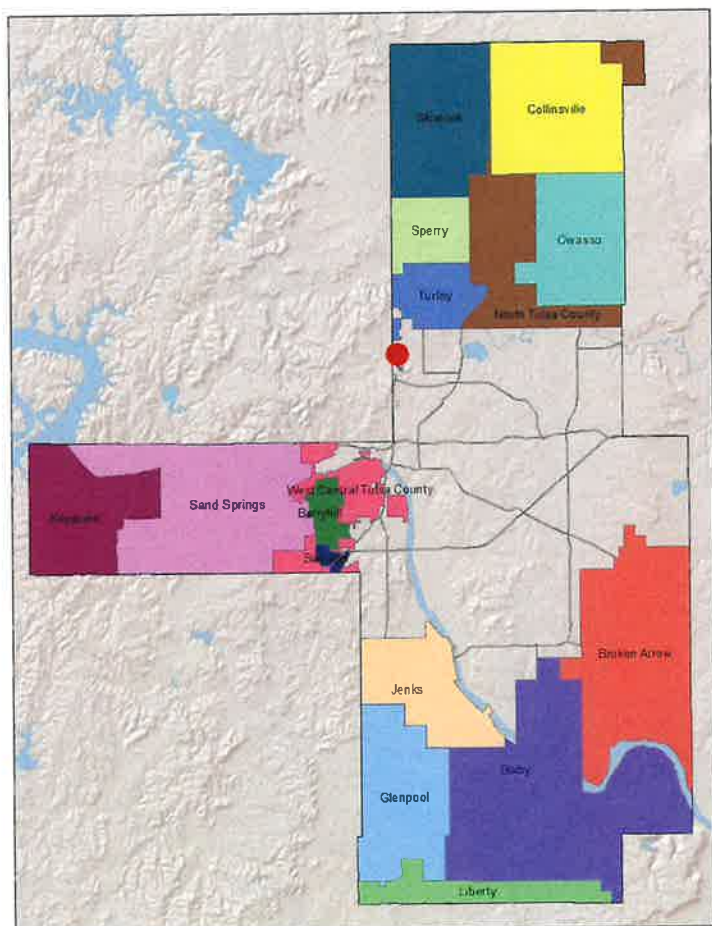 Collinsville
Skiatook
Sperry
Owasso
Turley
North Tulsa County
West Central Tulsa County
Sand Springs
Berryhill
Keystone
Broken Arrow
Jenks
Bixby
Glenpool
Liberty